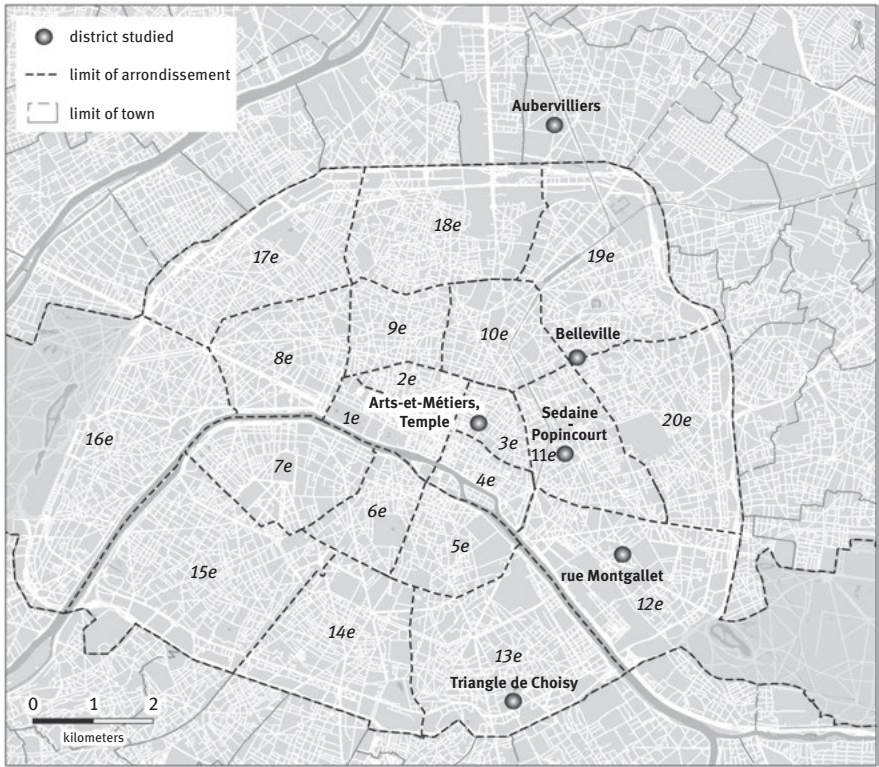 district studied
limit of arrondissement
limit of town
Aubervilliers
18e
17e
19e
Belleville
9e
10e
8e
2e
Arts-et-Métiers,
Temple
1e
Sedaine
-
Popincourt
20e
16e
3e
11e
7e
4e
6e
5e
15e
rue Montgallet
12e
14e
13e
Triangle de Choisy
0 1 2
kilometers